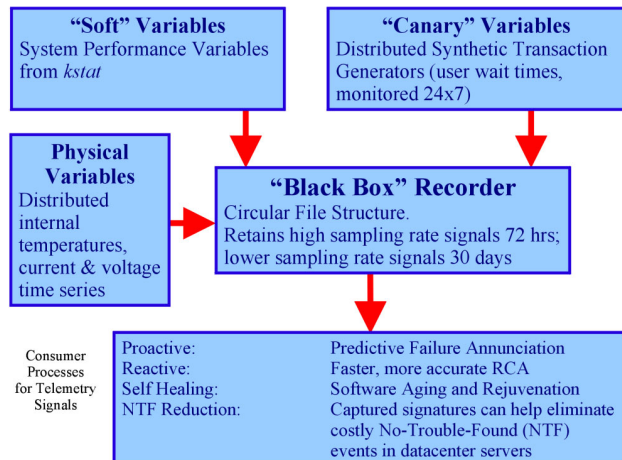 “Soft” Variables
System Performance Variables
from kstat
“Canary” Variables
Distributed Synthetic Transaction
Generators (user wait times,
monitored 24x7)
Physical
Variables
Distributed
internal
temperatures,
current & voltage
time series
“Black Box” Recorder
Circular File Structure.
Retains high sampling rate signals 72 hrs;
lower sampling rate signals 30 days
Consumer
Processes
for Telemetry
Signals
Proactive: Predictive Failure Annunciation
Reactive: Faster, more accurate RCA
Self Healing: Software Aging and Rejuvenation
NTF Reduction: Captured signatures can help eliminate
costly No-Trouble-Found (NTF)
events in datacenter servers